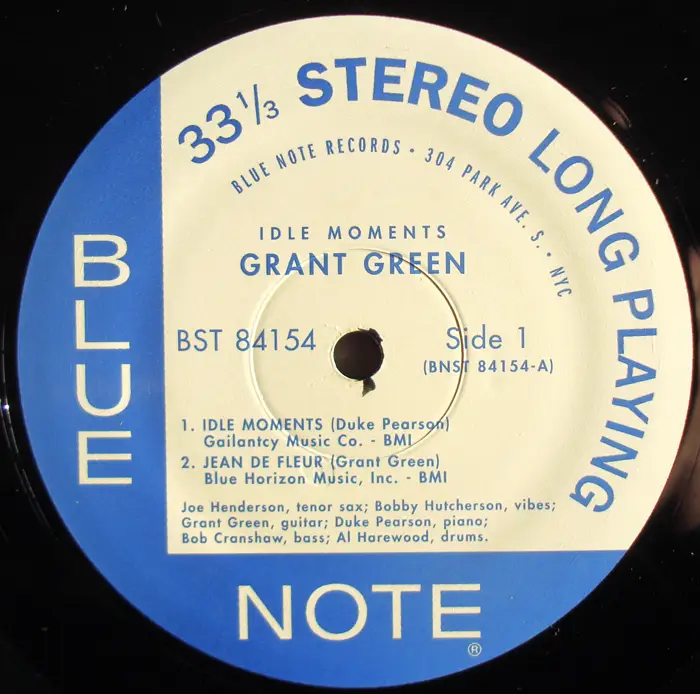 33⅓ STEREO LONG PLAYING
BLUE NOTE RECORDS • 304 PARK AVE. S. • NYC
IDLE MOMENTS
GRANT GREEN
BST 84154
Side 1
(BNST 84154-A)
1. IDLE MOMENTS (Duke Pearson)
Gailantcy Music Co. - BMI
2. JEAN DE FLEUR (Grant Green)
Blue Horizon Music, Inc. - BMI
Joe Henderson, tenor sax; Bobby Hutcherson, vibes;
Grant Green, guitar; Duke Pearson, piano;
Bob Cranshaw, bass; Al Harewood, drums.
BLUE
NOTE®